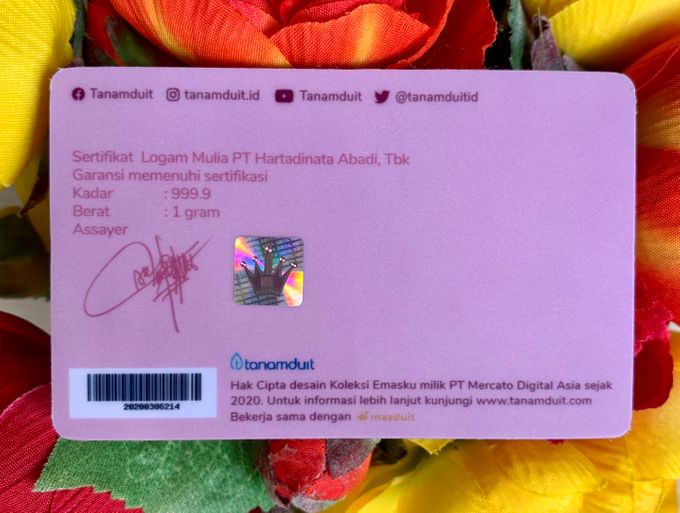 Tanamduit tanamduit.id Tanamduit @tanamduitid
Sertifikat Logam Mulia PT Hartadinata Abadi, Tbk
Garansi memenuhi sertifikasi
Kadar : 999.9
Berat : 1 gram
Assayer
tanamduit
Hak Cipta desain Koleksi Emasku milik PT Mercato Digital Asia sejak
2020. Untuk informasi lebih lanjut kunjungi www.tanamduit.com
Bekerja sama dengan masduit
20200306214